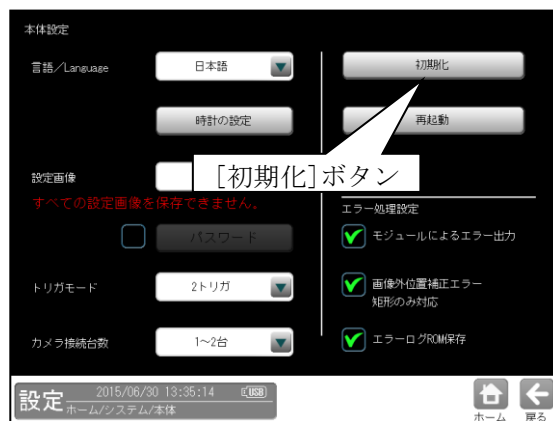 本体設定
言語／Language
日本語
初期化
時計の設定
再起動
[初期化]ボタン
設定画像
すべての設定画像を保存できません。
パスワード
トリガモード
2トリガ
カメラ接続台数
1～2台
エラー処理設定
モジュールによるエラー出力
画像外位置補正エラー
矩形のみ対応
エラーログROM保存
設定
2015/06/30 13:35:14
USB
ホーム/システム/本体
ホーム
戻る